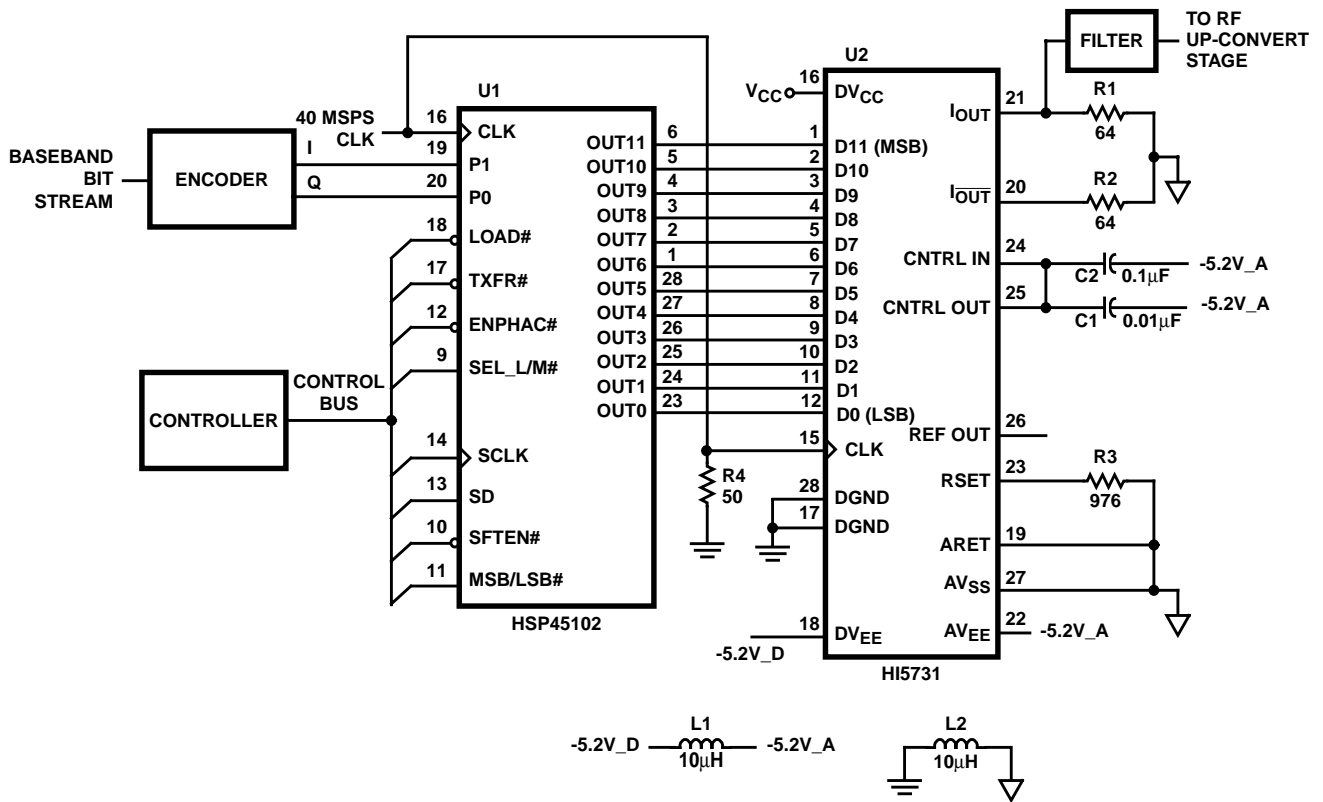 TO RF
UP-CONVERT
STAGE
FILTER
U1
U2
40 MSPS
CLK
BASEBAND
BIT
STREAM
ENCODER
I
Q
16
CLK
19
P1
20
P0
18
LOAD#
17
TXFR#
12
ENPHAC#
9
SEL_L/M#
CONTROLLER
CONTROL
BUS
14
SCLK
13
SD
10
SFTEN#
11
MSB/LSB#
HSP45102
OUT11
6
OUT10
5
OUT9
4
OUT8
3
OUT7
2
OUT6
1
OUT5
28
OUT4
27
OUT3
26
OUT2
25
OUT1
24
OUT0
23
VCC
16
DVCC
1
D11 (MSB)
2
D10
3
D9
4
D8
5
D7
6
D6
7
D5
8
D4
9
D3
10
D2
11
D1
12
D0 (LSB)
15
CLK
R4
50
28
DGND
17
DGND
18
DVEE
-5.2V_D
HI5731
IOUT
21
R1
64
IOUT
20
R2
64
CNTRL IN
24
C2
0.1μF
-5.2V_A
CNTRL OUT
25
C1
0.01μF
-5.2V_A
REF OUT
26
RSET
23
R3
976
ARET
19
AVSS
27
AVEE
22
-5.2V_A
L1
-5.2V_D
10μH
-5.2V_A
L2
10μH